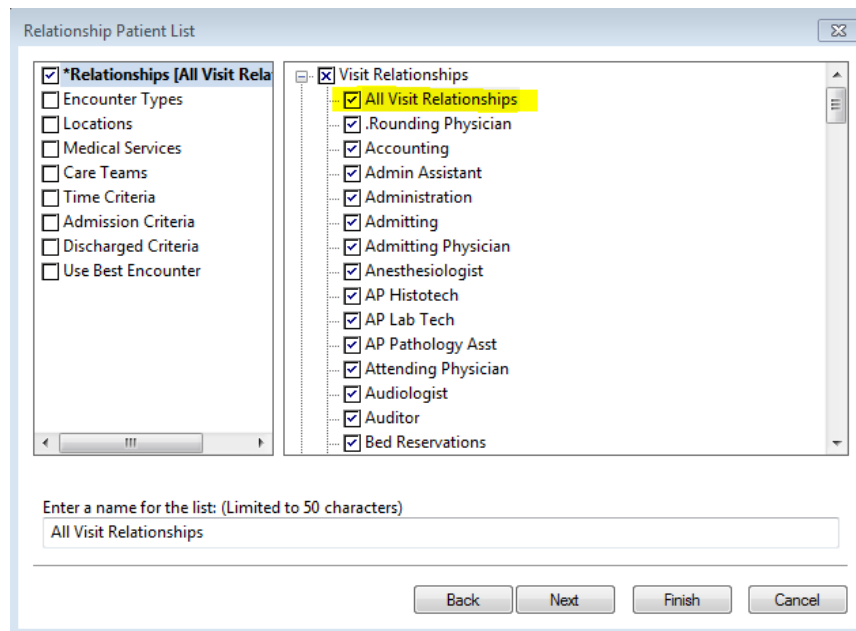 Relationship Patient List
*Relationships [All Visit Rela
Encounter Types
Locations
Medical Services
Care Teams
Time Criteria
Admission Criteria
Discharged Criteria
Use Best Encounter
Visit Relationships
All Visit Relationships
.Rounding Physician
Accounting
Admin Assistant
Administration
Admitting
Admitting Physician
Anesthesiologist
AP Histotech
AP Lab Tech
AP Pathology Asst
Attending Physician
Audiologist
Auditor
Bed Reservations
Enter a name for the list: (Limited to 50 characters)
All Visit Relationships
Back Next Finish Cancel